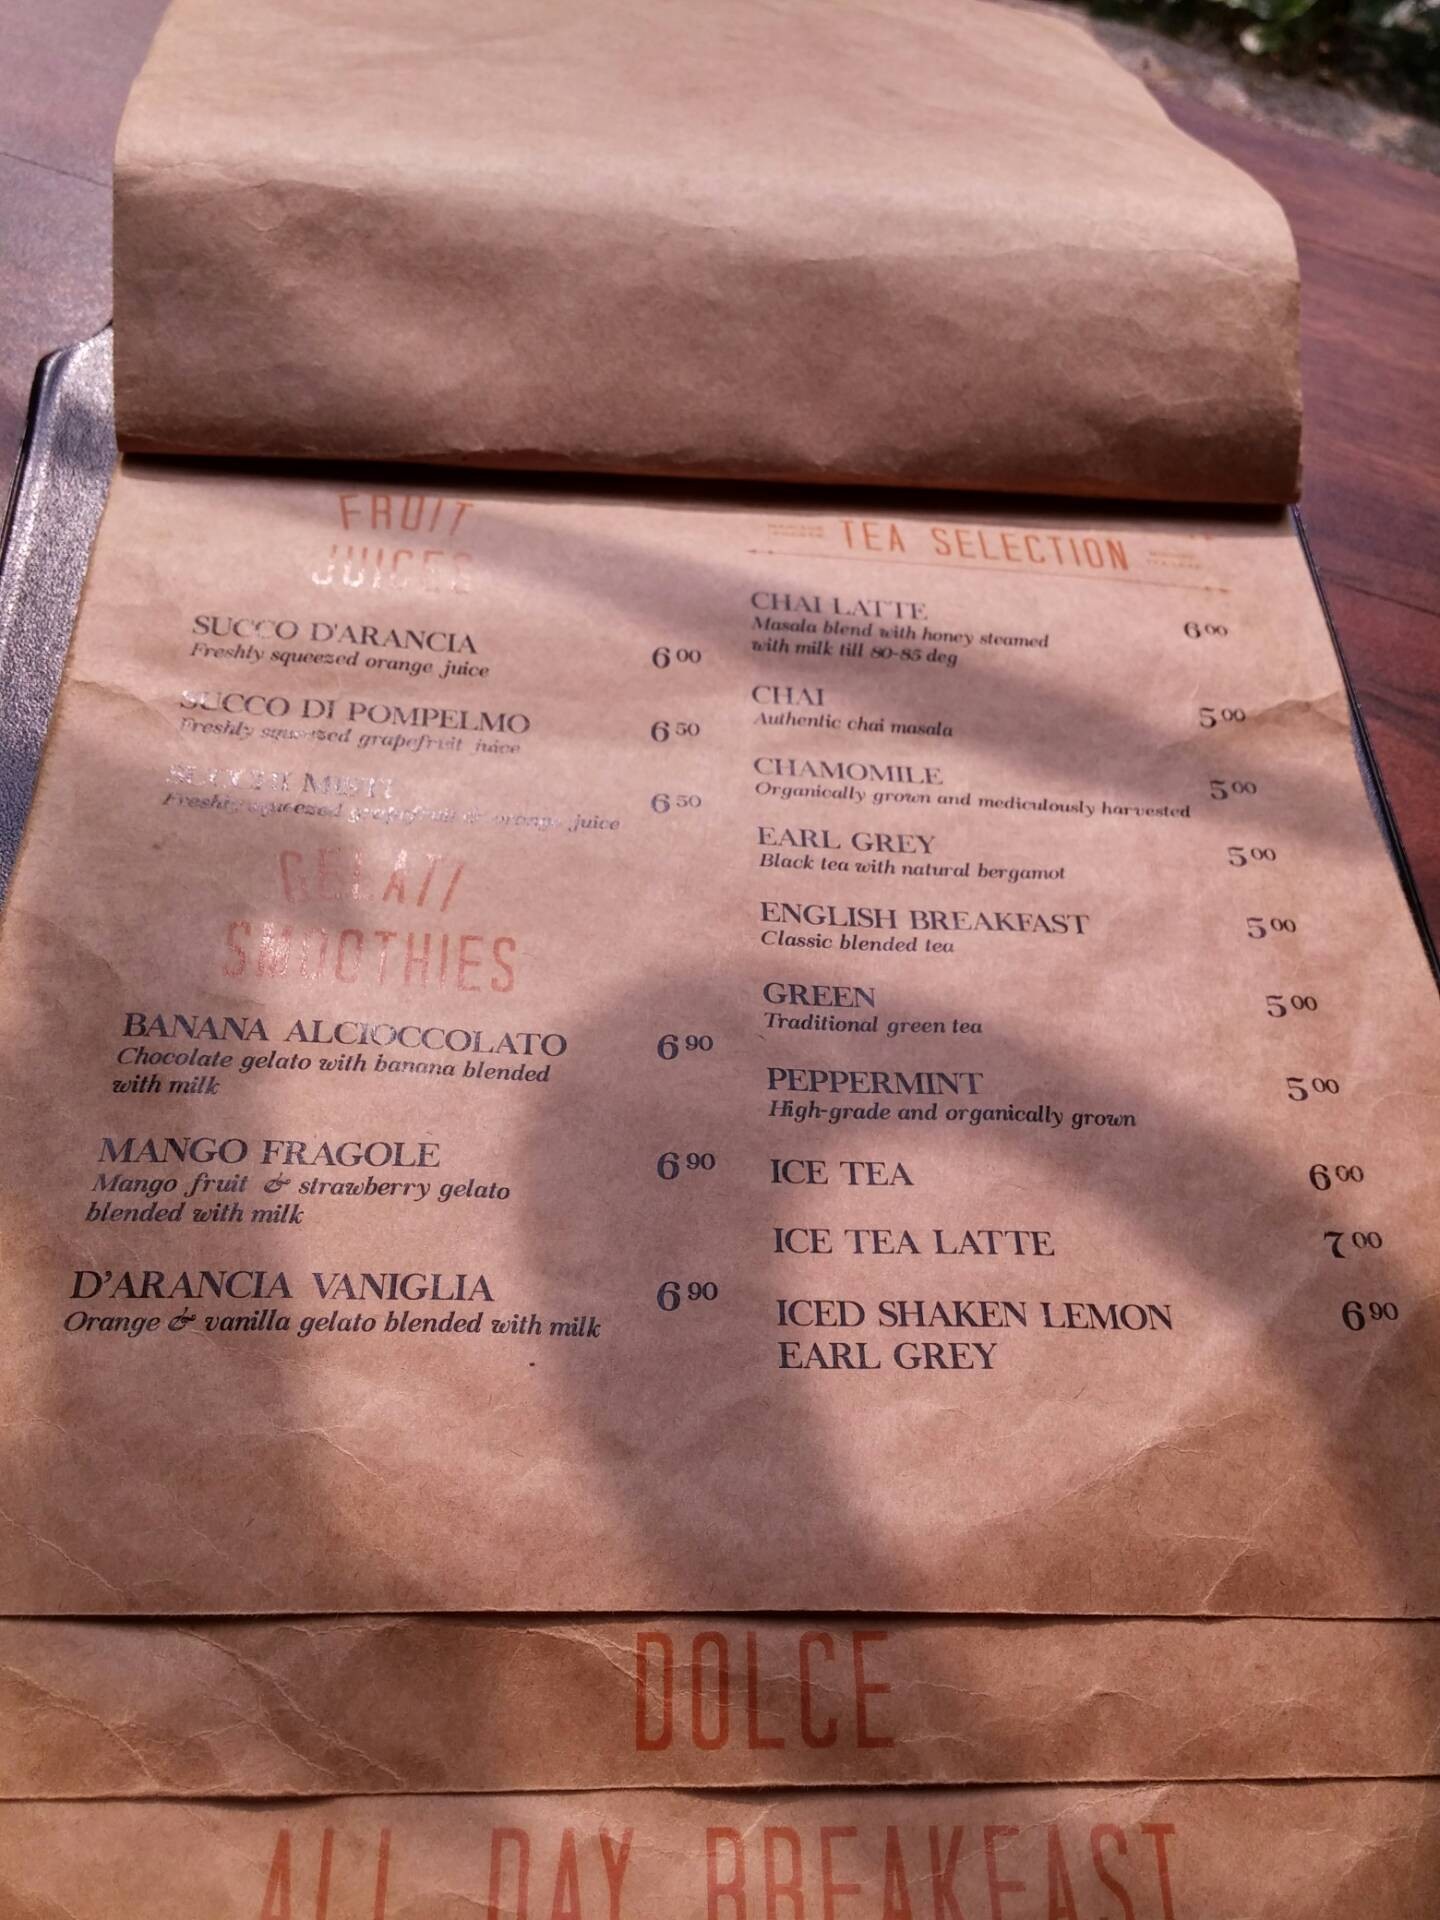 FRUIT
JUICES
SUCCO D'ARANCIA
Freshly squeezed orange juice
6 00
SUCCO DI POMPELMO
Freshly squeezed grapefruit juice
6 50
MISTI
Freshly squeezed grapefruit & orange juice
6 50
GELATI/
SMOOTHIES
BANANA ALCIOCCOLATO
Chocolate gelato with banana blended
with milk
6 90
MANGO FRAGOLE
Mango fruit & strawberry gelato
blended with milk
6 90
D'ARANCIA VANIGLIA
Orange & vanilla gelato blended with milk
6 90
TEA SELECTION
CHAI LATTE
Masala blend with honey steamed
with milk till 80-85 deg
6 00
CHAI
Authentic chai masala
5 00
CHAMOMILE
Organically grown and mediculously harvested
5 00
EARL GREY
Black tea with natural bergamot
5 00
ENGLISH BREAKFAST
Classic blended tea
5 00
GREEN
Traditional green tea
5 00
PEPPERMINT
High-grade and organically grown
5 00
ICE TEA
6 00
ICE TEA LATTE
7 00
ICED SHAKEN LEMON
EARL GREY
6 90
DOLCE
ALL DAY BREAKFAST